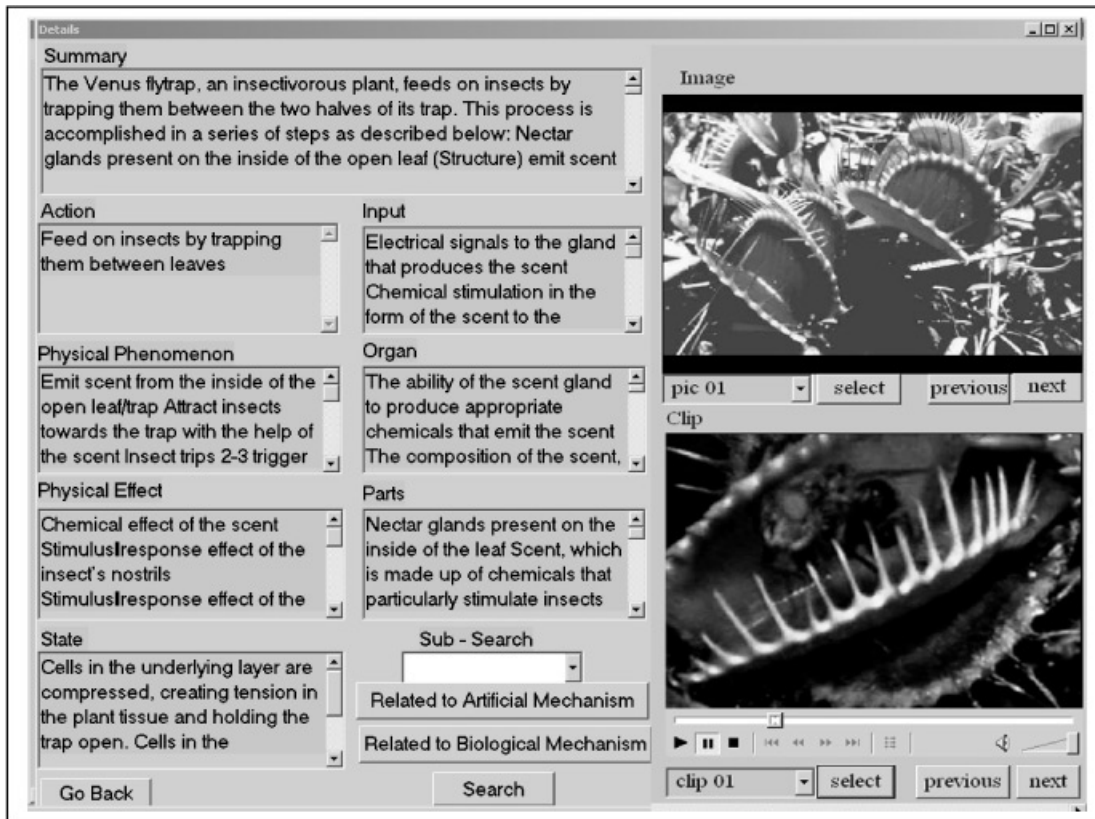 Details
Summary
The Venus flytrap, an insectivorous plant, feeds on insects by
trapping them between the two halves of its trap. This process is
accomplished in a series of steps as described below: Nectar
glands present on the inside of the open leaf (Structure) emit scent
Action
Feed on insects by trapping
them between leaves
Input
Electrical signals to the gland
that produces the scent
Chemical stimulation in the
form of the scent to the
Physical Phenomenon
Emit scent from the inside of the
open leaf/trap Attract insects
towards the trap with the help of
the scent Insect trips 2-3 trigger
Organ
The ability of the scent gland
to produce appropriate
chemicals that emit the scent
The composition of the scent,
Physical Effect
Chemical effect of the scent
Stimulus|response effect of the
insect's nostrils
Stimulus|response effect of the
Parts
Nectar glands present on the
inside of the leaf Scent, which
is made up of chemicals that
particularly stimulate insects
State
Cells in the underlying layer are
compressed, creating tension in
the plant tissue and holding the
trap open. Cells in the
Sub - Search
Related to Artificial Mechanism
Related to Biological Mechanism
Go Back
Search
Image
pic 01
select
previous
next
Clip
clip 01
select
previous
next